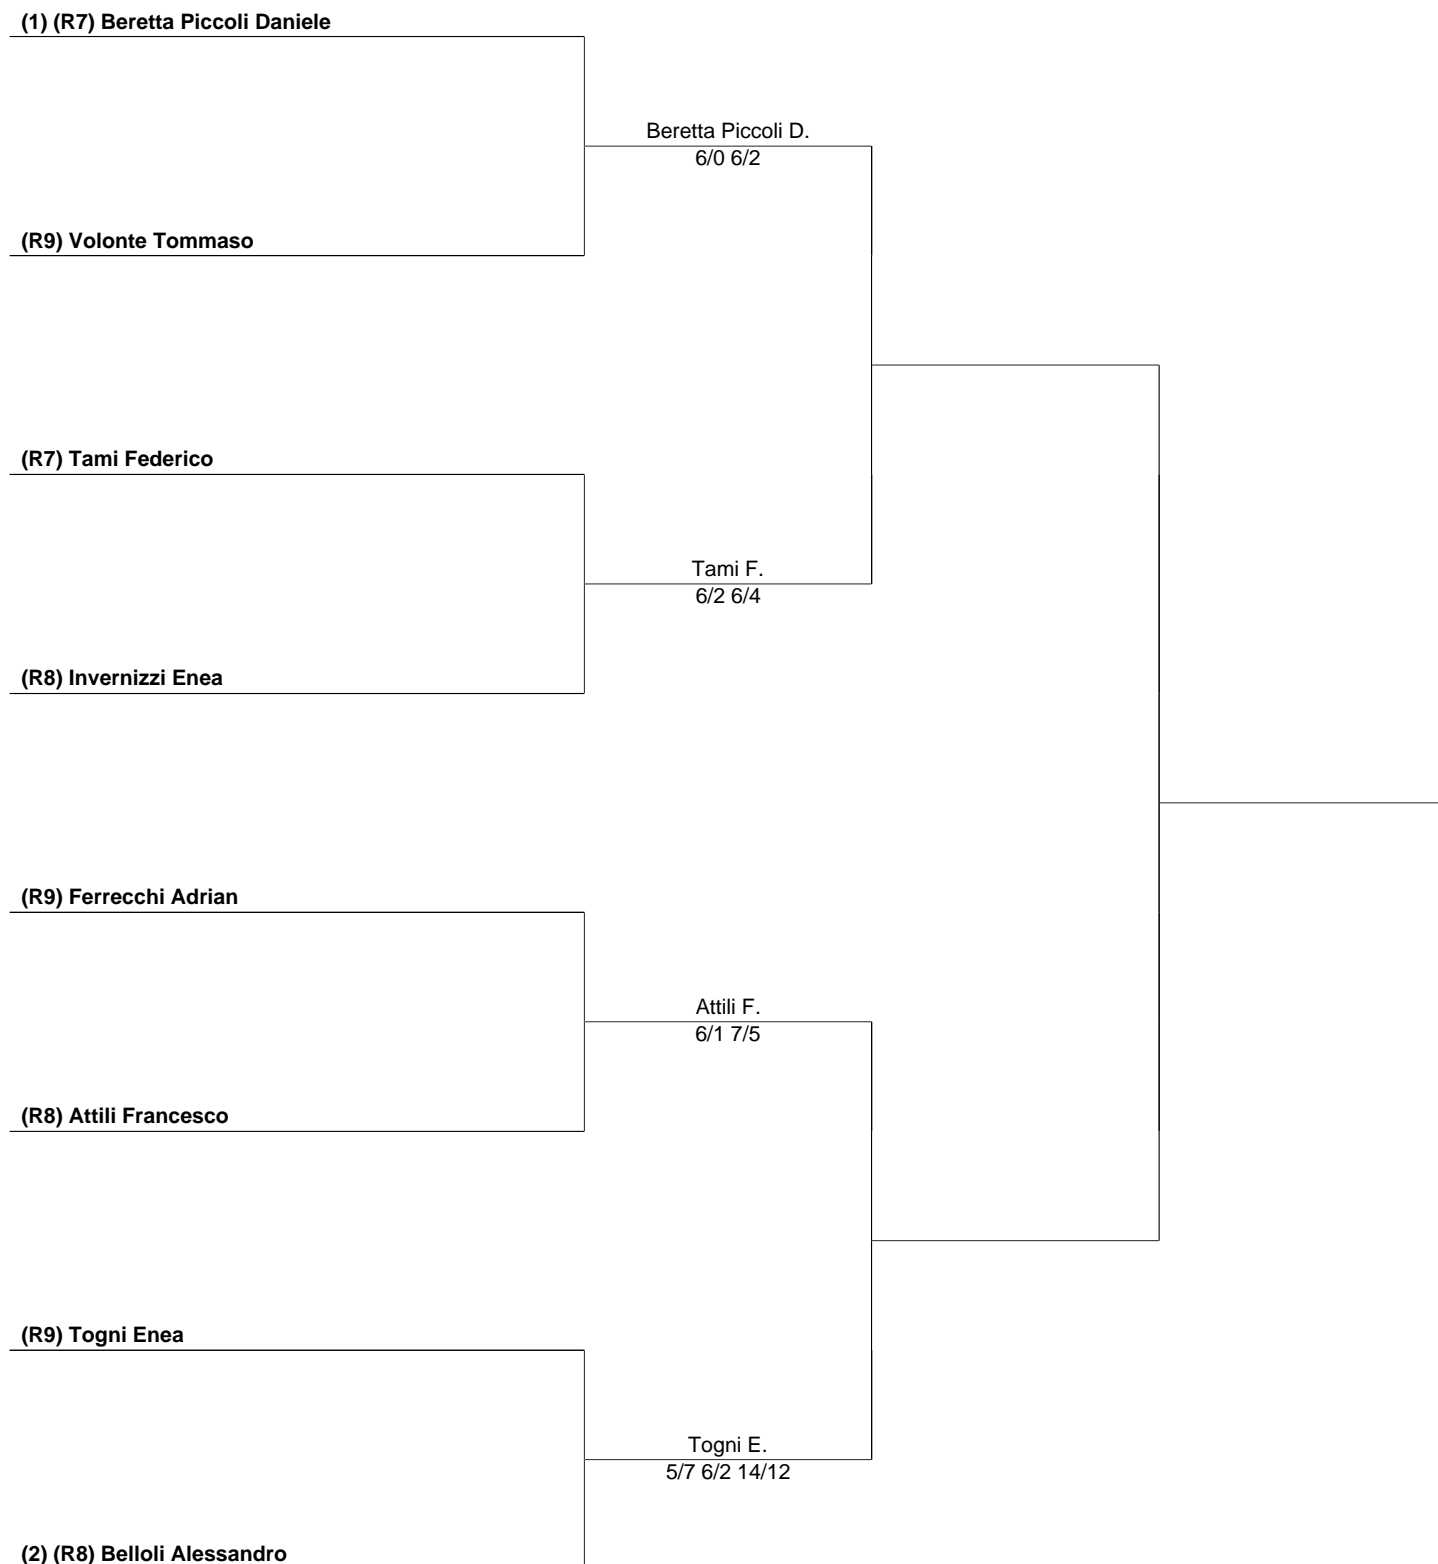 (1) (R7) Beretta Piccoli Daniele
Beretta Piccoli D.
6/0 6/2
(R9) Volonte Tommaso
(R7) Tami Federico
Tami F.
6/2 6/4
(R8) Invernizzi Enea
(R9) Ferrecchi Adrian
Attili F.
6/1 7/5
(R8) Attili Francesco
(R9) Togni Enea
Togni E.
5/7 6/2 14/12
(2) (R8) Belloli Alessandro